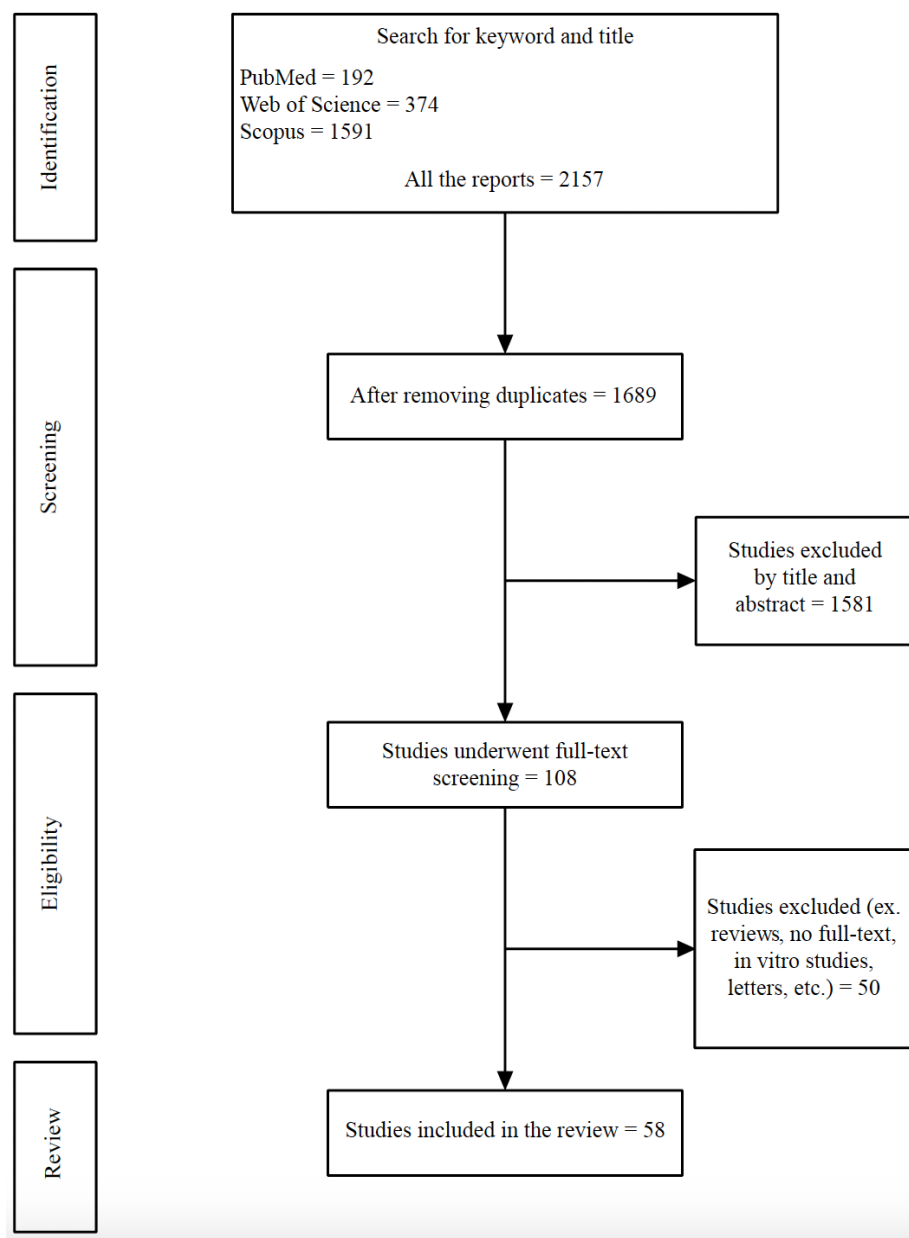 Identification
Search for keyword and title
PubMed = 192
Web of Science = 374
Scopus = 1591
All the reports = 2157
Screening
After removing duplicates = 1689
Studies excluded
by title and
abstract = 1581
Eligibility
Studies underwent full-text
screening = 108
Studies excluded (ex.
reviews, no full-text,
in vitro studies,
letters, etc.) = 50
Review
Studies included in the review = 58